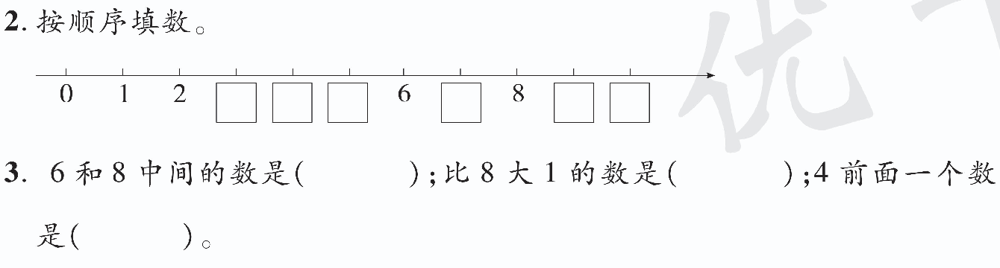 2. 按顺序填数。
0 1 2 6 8
3. 6 和 8 中间的数是(  );比 8 大 1 的数是(  );4 前面一个数
是(  )。
优